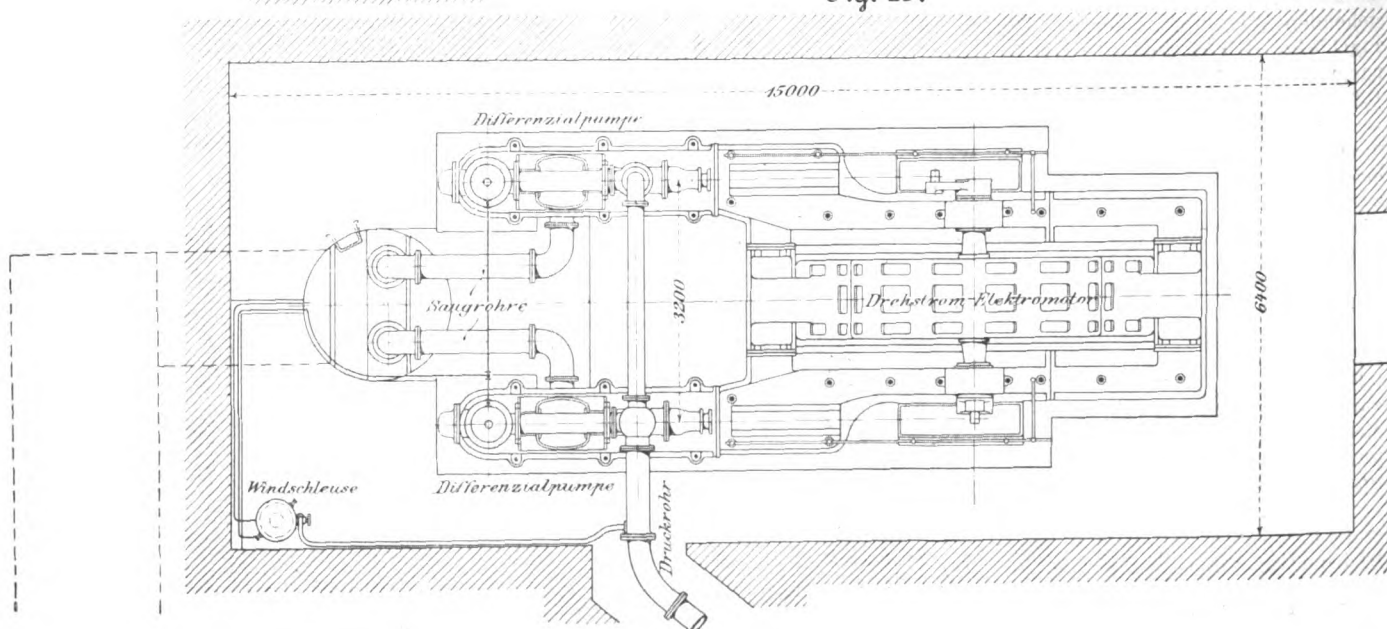 15000
Differenzialpumpe
Saugrohre
3200
Drehstrom-Elektromotor
6400
Windschleuse
Differenzialpumpe
Druckrohr